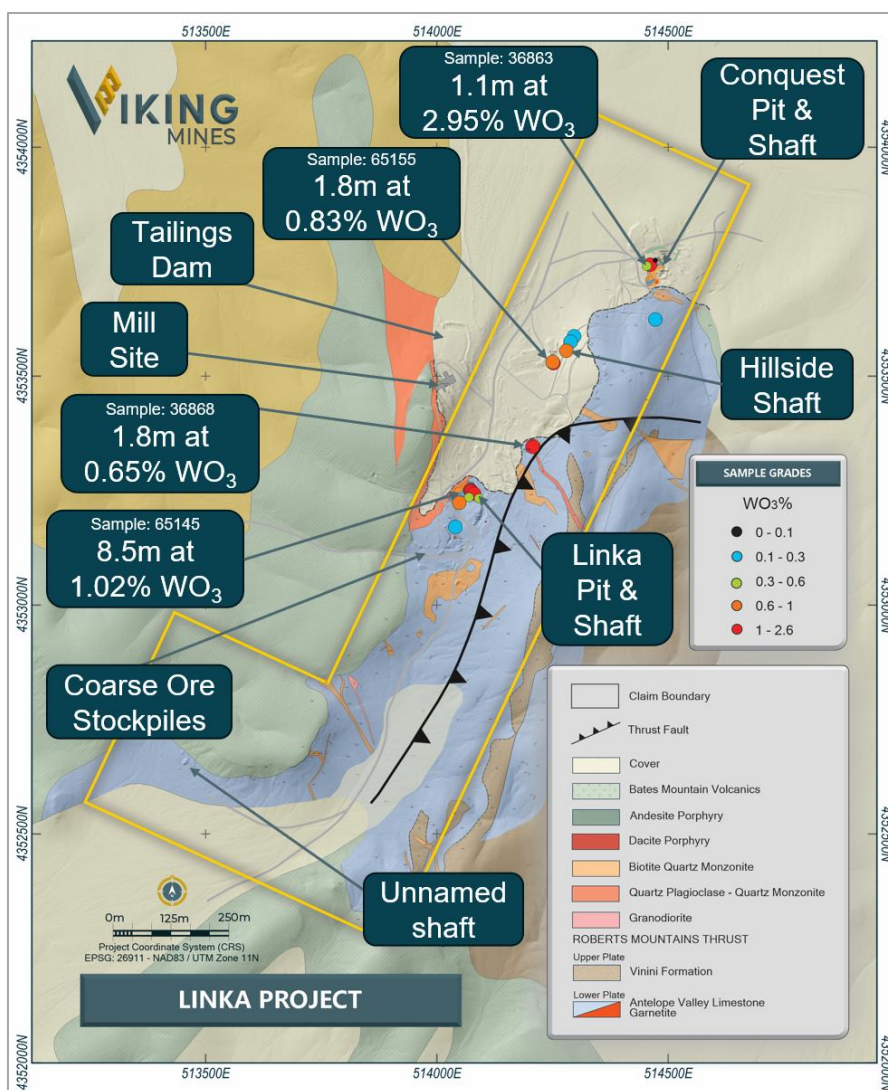 513500E
514000E
514500E
VIKING
MINES
Sample: 36863
1.1m at
2.95% WO₃
Conquest
Pit &
Shaft
4354000N
4354000N
Sample: 65155
1.8m at
0.83% WO₃
Tailings
Dam
Mill
Site
4353500N
4353500N
Hillside
Shaft
Sample: 36868
1.8m at
0.65% WO₃
Sample: 65145
8.5m at
1.02% WO₃
Linka
Pit &
Shaft
SAMPLE GRADES
WO₃%
0 - 0.1
0.1 - 0.3
0.3 - 0.6
0.6 - 1
1 - 2.6
4353000N
4353000N
Coarse Ore
Stockpiles
Claim Boundary
Thrust Fault
Cover
Bates Mountain Volcanics
Andesite Porphyry
Dacite Porphyry
Biotite Quartz Monzonite
Quartz Plagioclase - Quartz Monzonite
Granodiorite
ROBERTS MOUNTAINS THRUST
Upper Plate
Vinini Formation
Lower Plate
Antelope Valley Limestone
Garnetite
4352500N
4352500N
Unnamed
shaft
0m 125m 250m
Project Coordinate System (CRS)
EPSG: 26911 - NAD83 / UTM Zone 11N
LINKA PROJECT
4352000N
4352000N
513500E
514000E
514500E